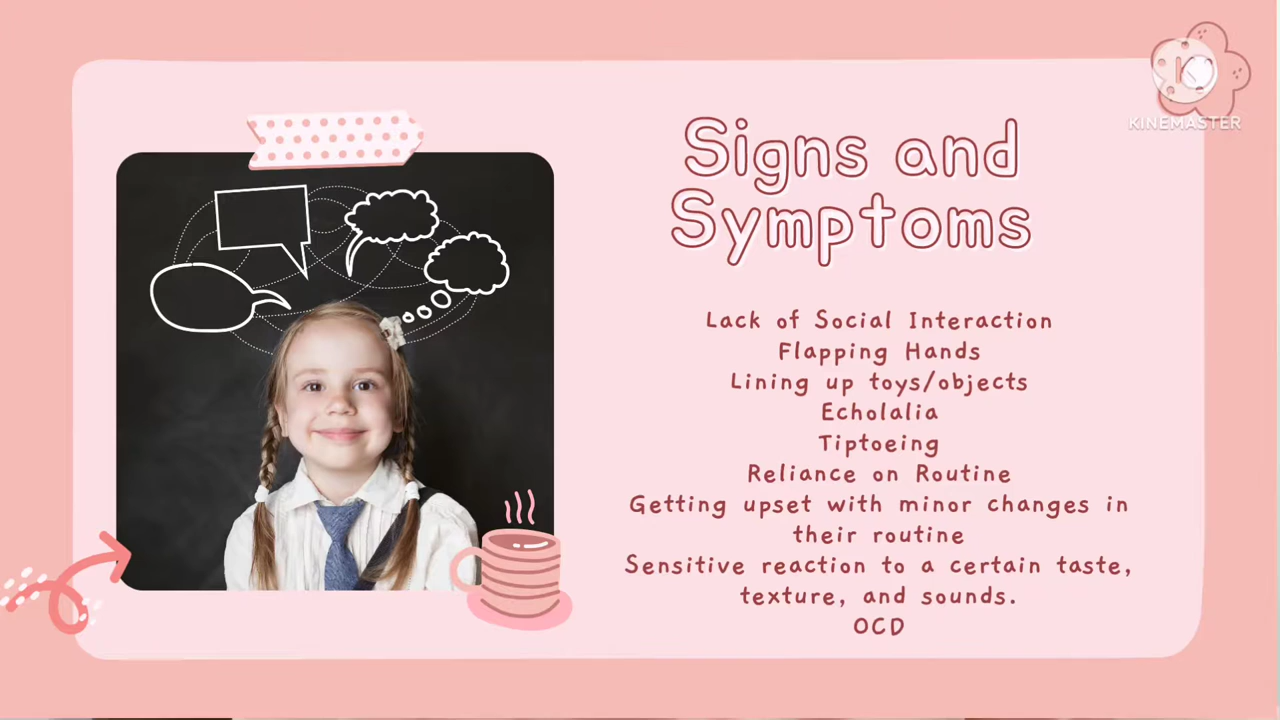 KINEMASTER
Signs and
Symptoms
Lack of Social Interaction
Flapping Hands
Lining up toys/objects
Echolalia
Tiptoeing
Reliance on Routine
Getting upset with minor changes in
their routine
Sensitive reaction to a certain taste,
texture, and sounds.
OCD